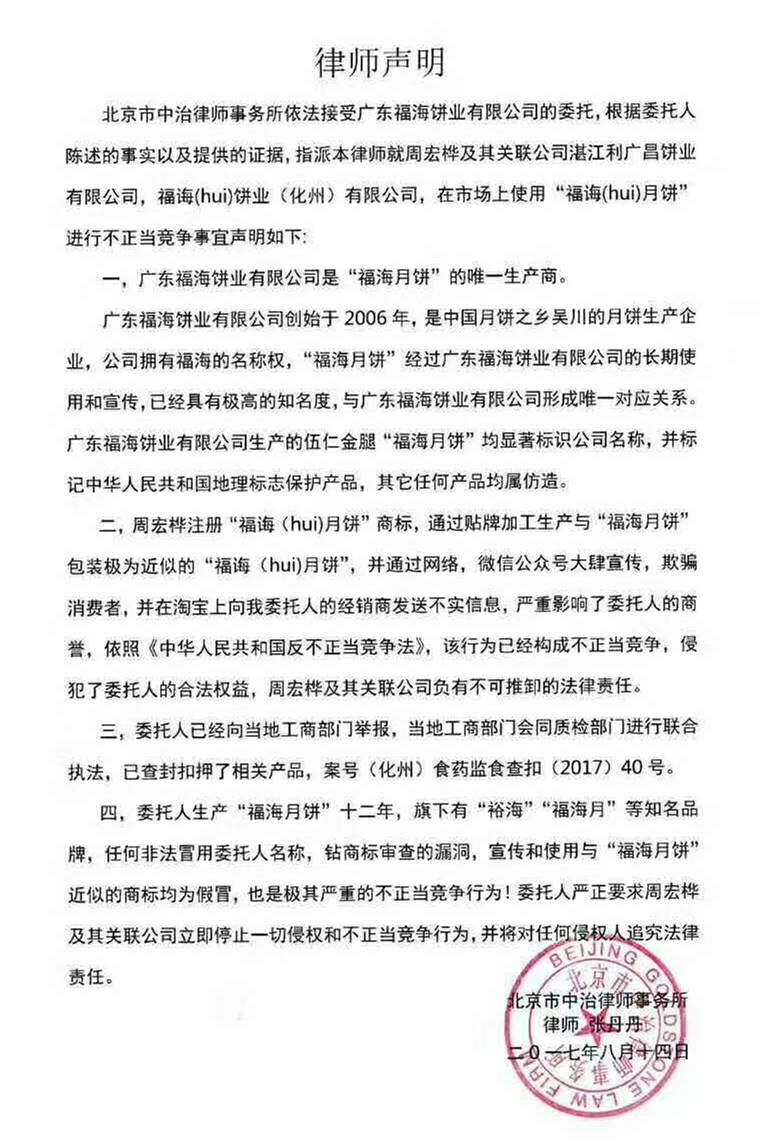 律师声明
北京市中治律师事务所依法接受广东福海饼业有限公司的委托，根据委托人
陈述的事实以及提供的证据，指派本律师就周宏桦及其关联公司湛江利广昌饼业
有限公司，福诲(hui)饼业（化州）有限公司，在市场上使用“福诲(hui)月饼”
进行不正当竞争事宜声明如下:
一，广东福海饼业有限公司是“福海月饼”的唯一生产商。
广东福海饼业有限公司创始于 2006 年，是中国月饼之乡吴川的月饼生产企
业，公司拥有福海的名称权，“福海月饼”经过广东福海饼业有限公司的长期使
用和宣传，已经具有极高的知名度，与广东福海饼业有限公司形成唯一对应关系。
广东福海饼业有限公司生产的伍仁金腿“福海月饼”均显著标识公司名称，并标
记中华人民共和国地理标志保护产品，其它任何产品均属仿造。
二，周宏桦注册“福诲（hui)月饼”商标，通过贴牌加工生产与“福海月饼”
包装极为近似的“福诲（hui)月饼”，并通过网络，微信公众号大肆宣传，欺骗
消费者，并在淘宝上向我委托人的经销商发送不实信息，严重影响了委托人的商
誉，依照《中华人民共和国反不正当竞争法》，该行为已经构成不正当竞争，侵
犯了委托人的合法权益，周宏桦及其关联公司负有不可推卸的法律责任。
三，委托人已经向当地工商部门举报，当地工商部门会同质检部门进行联合
执法，已查封扣押了相关产品，案号（化州）食药监食查扣（2017）40 号。
四，委托人生产“福海月饼”十二年，旗下有“裕海”“福海月”等知名品
牌，任何非法冒用委托人名称，钻商标审查的漏洞，宣传和使用与“福海月饼”
近似的商标均为假冒，也是极其严重的不正当竞争行为！委托人严正要求周宏桦
及其关联公司立即停止一切侵权和不正当竞争行为，并将对任何侵权人追究法律
责任。
北京市中治律师事务所
律师 张丹丹
二0一七年八月十四日
BEIJING GOODSTONE LAW FIRM
北京市中治律师事务所